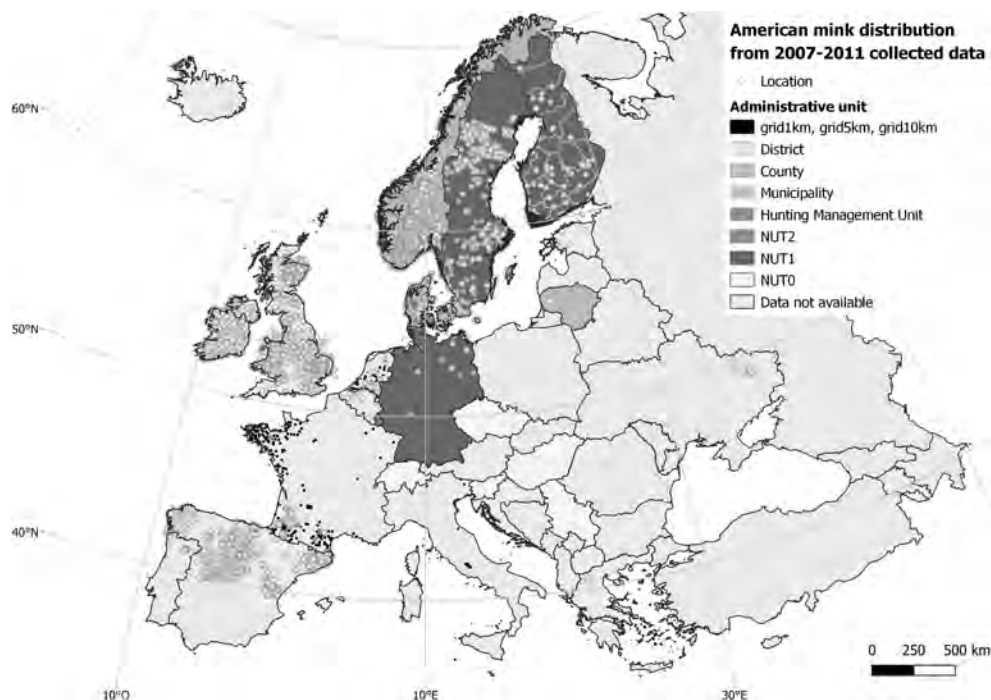 American mink distribution
from 2007-2011 collected data
Location
Administrative unit
grid1km, grid5km, grid10km
District
County
Municipality
Hunting Management Unit
NUT2
NUT1
NUT0
Data not available
60°N
50°N
40°N
0 250 500 km
10°O
10°E
30°E